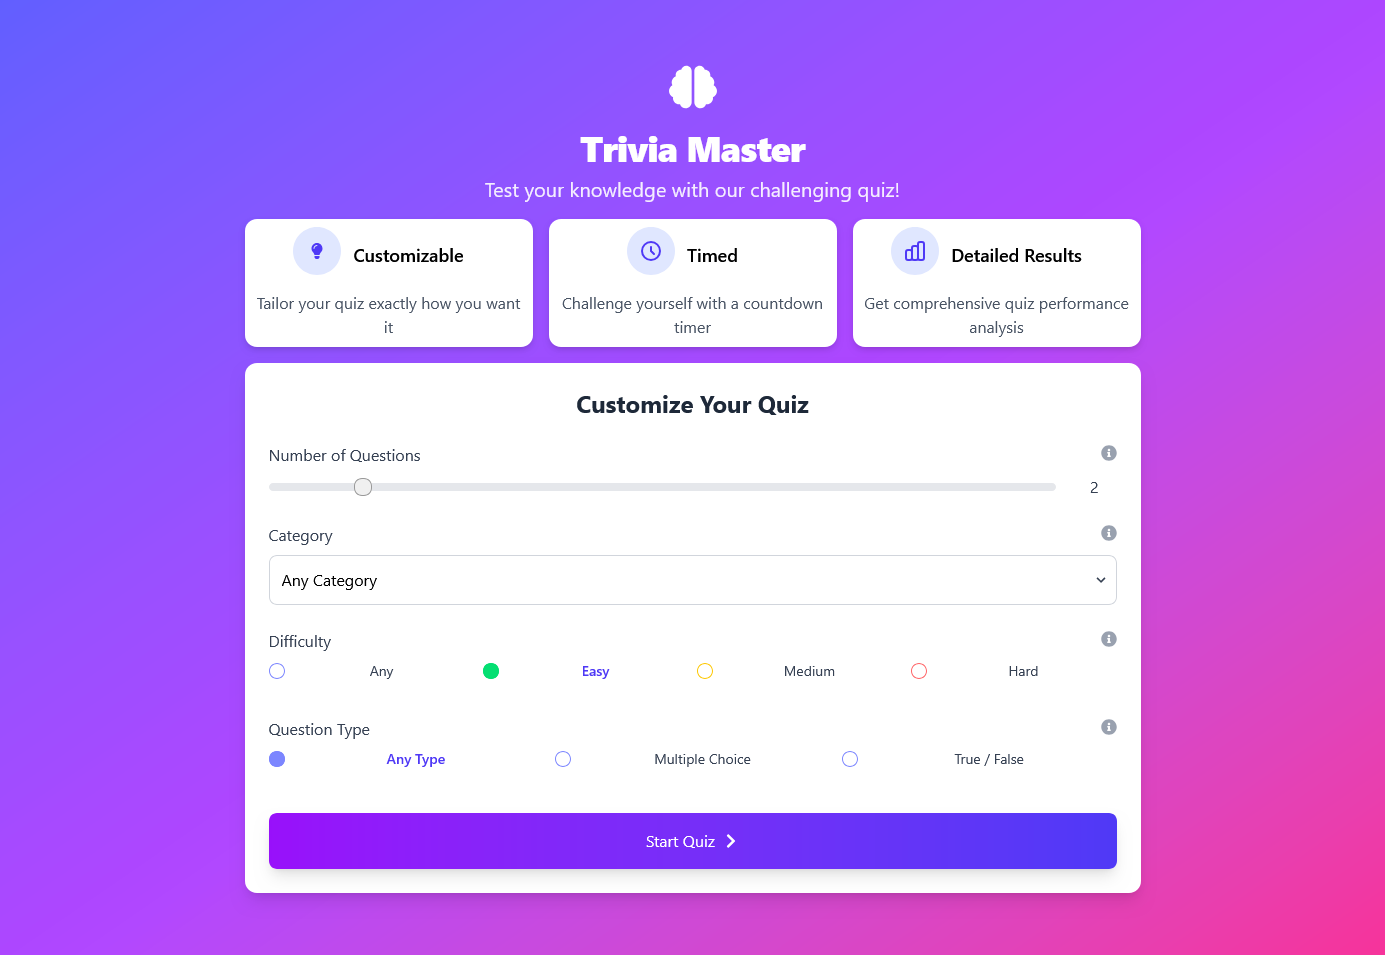 Trivia Master
Test your knowledge with our challenging quiz!
Customizable
Tailor your quiz exactly how you want
it
Timed
Challenge yourself with a countdown
timer
Detailed Results
Get comprehensive quiz performance
analysis
Customize Your Quiz
Number of Questions
2
Category
Any Category
Difficulty
Any Easy Medium Hard
Question Type
Any Type Multiple Choice True / False
Start Quiz